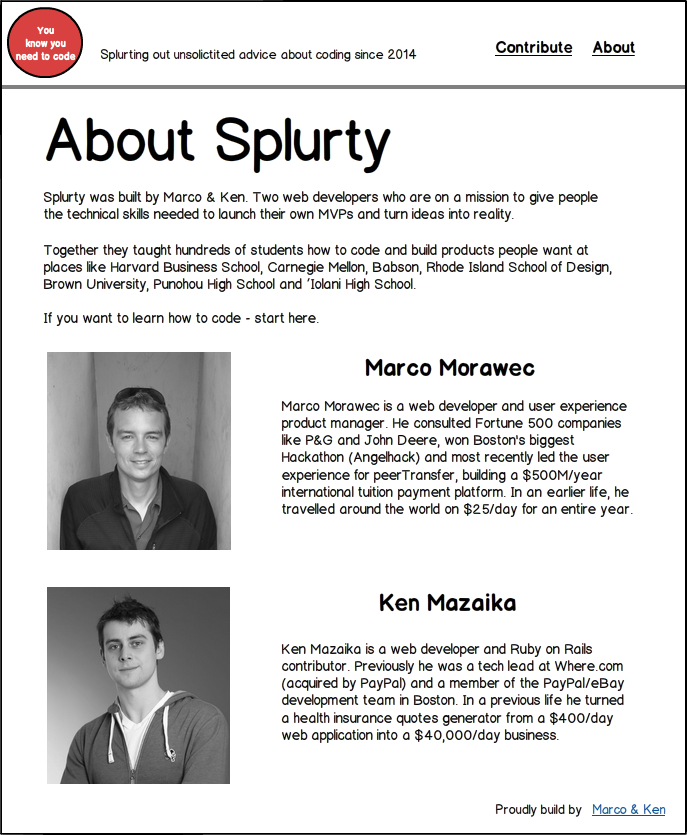 You
know you
need to code
Splurting out unsolictited advice about coding since 2014
Contribute About
About Splurty
Splurty was built by Marco & Ken. Two web developers who are on a mission to give people
the technical skills needed to launch their own MVPs and turn ideas into reality.
Together they taught hundreds of students how to code and build products people want at
places like Harvard Business School, Carnegie Mellon, Babson, Rhode Island School of Design,
Brown University, Punohou High School and 'Iolani High School.
If you want to learn how to code - start here.
Marco Morawec
Marco Morawec is a web developer and user experience
product manager. He consulted Fortune 500 companies
like P&G and John Deere, won Boston's biggest
Hackathon (Angelhack) and most recently led the user
experience for peerTransfer, building a $500M/year
international tuition payment platform. In an earlier life, he
travelled around the world on $25/day for an entire year.
Ken Mazaika
Ken Mazaika is a web developer and Ruby on Rails
contributor. Previously he was a tech lead at Where.com
(acquired by PayPal) and a member of the PayPal/eBay
development team in Boston. In a previous life he turned
a health insurance quotes generator from a $400/day
web application into a $40,000/day business.
Proudly build by Marco & Ken